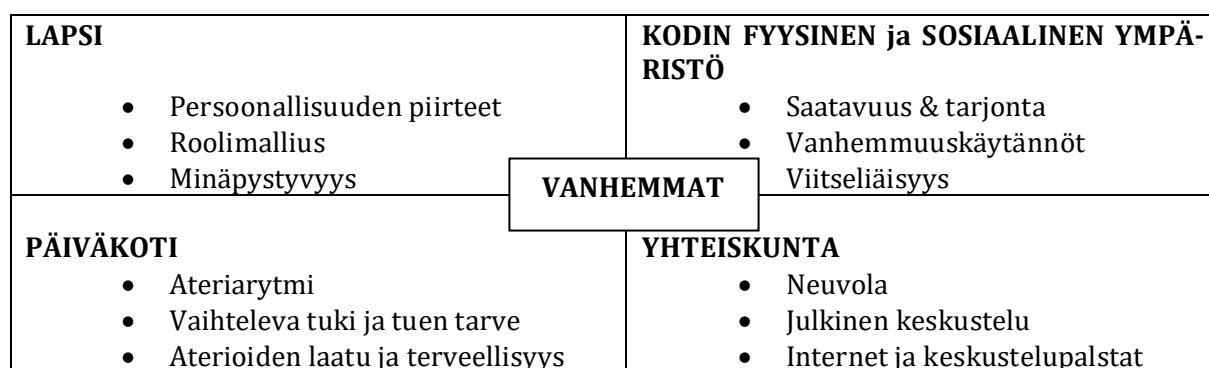 LAPSI
• Persoonallisuuden piirteet
• Roolimallius
• Minäpystyvyys
KODIN FYYSINEN ja SOSIAALINEN YMPÄ-
RISTÖ
• Saatavuus & tarjonta
• Vanhemmuuskäytännöt
• Viitseliäisyys
VANHEMMAT
PÄIVÄKOTI
• Ateriarytmi
• Vaihteleva tuki ja tuen tarve
• Aterioiden laatu ja terveellisyys
YHTEISKUNTA
• Neuvola
• Julkinen keskustelu
• Internet ja keskustelupalstat